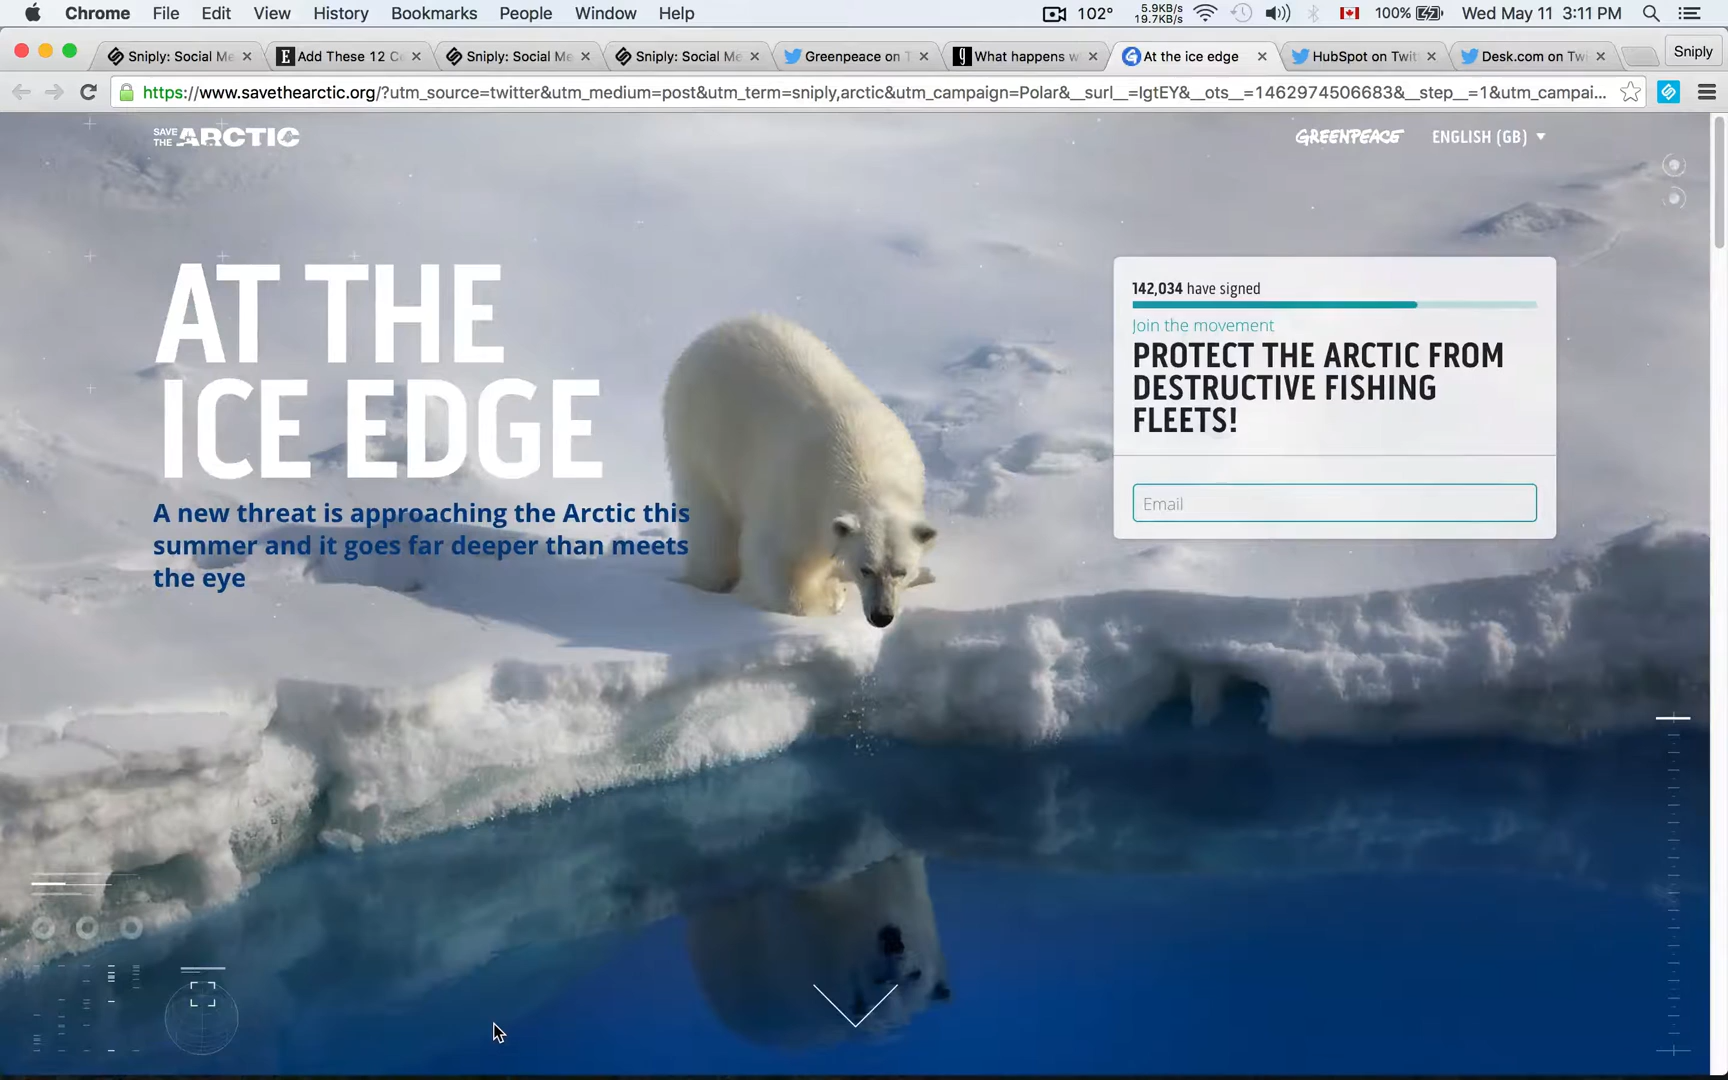 Chrome File Edit View History Bookmarks People Window Help 102° 5.9KB/s 19.7KB/s 100% Wed May 11 3:11 PM
Sniply: Social Me Add These 12 C Sniply: Social Me Sniply: Social Me Greenpeace on T What happens w At the ice edge HubSpot on Twit Desk.com on Tw Sniply
https://www.savethearctic.org/?utm_source=twitter&utm_medium=post&utm_term=sniply,arctic&utm_campaign=Polar&__surl__=IgtEY&__ots__=1462974506683&__step__=1&utm_campai...
SAVE THE ARCTIC
GREENPEACE ENGLISH (GB)
AT THE
ICE EDGE
A new threat is approaching the Arctic this
summer and it goes far deeper than meets
the eye
142,034 have signed
Join the movement
PROTECT THE ARCTIC FROM
DESTRUCTIVE FISHING
FLEETS!
Email